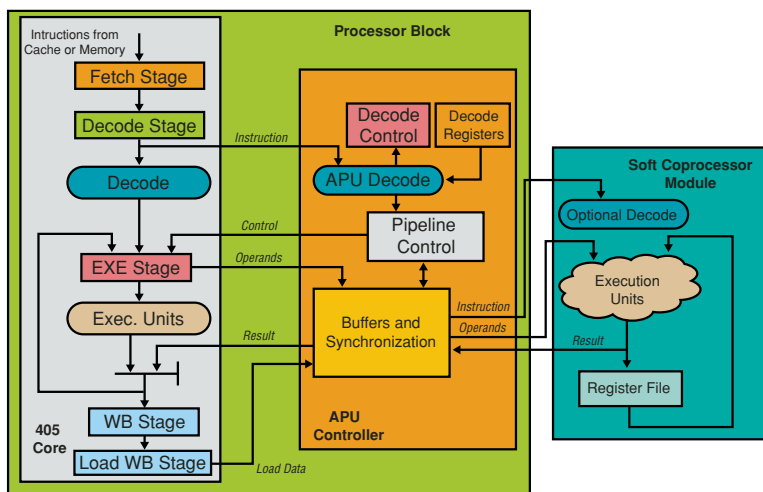 Intructions from
Cache or Memory
Processor Block
Fetch Stage
Decode Stage
Decode
Control
Decode
Registers
Instruction
Decode
APU Decode
Soft Coprocessor
Module
Optional Decode
Control
Pipeline
Control
EXE Stage
Operands
Execution
Units
Exec. Units
Buffers and
Synchronization
Instruction
Operands
Result
Result
Register File
WB Stage
405
Core
APU
Controller
Load WB Stage
Load Data